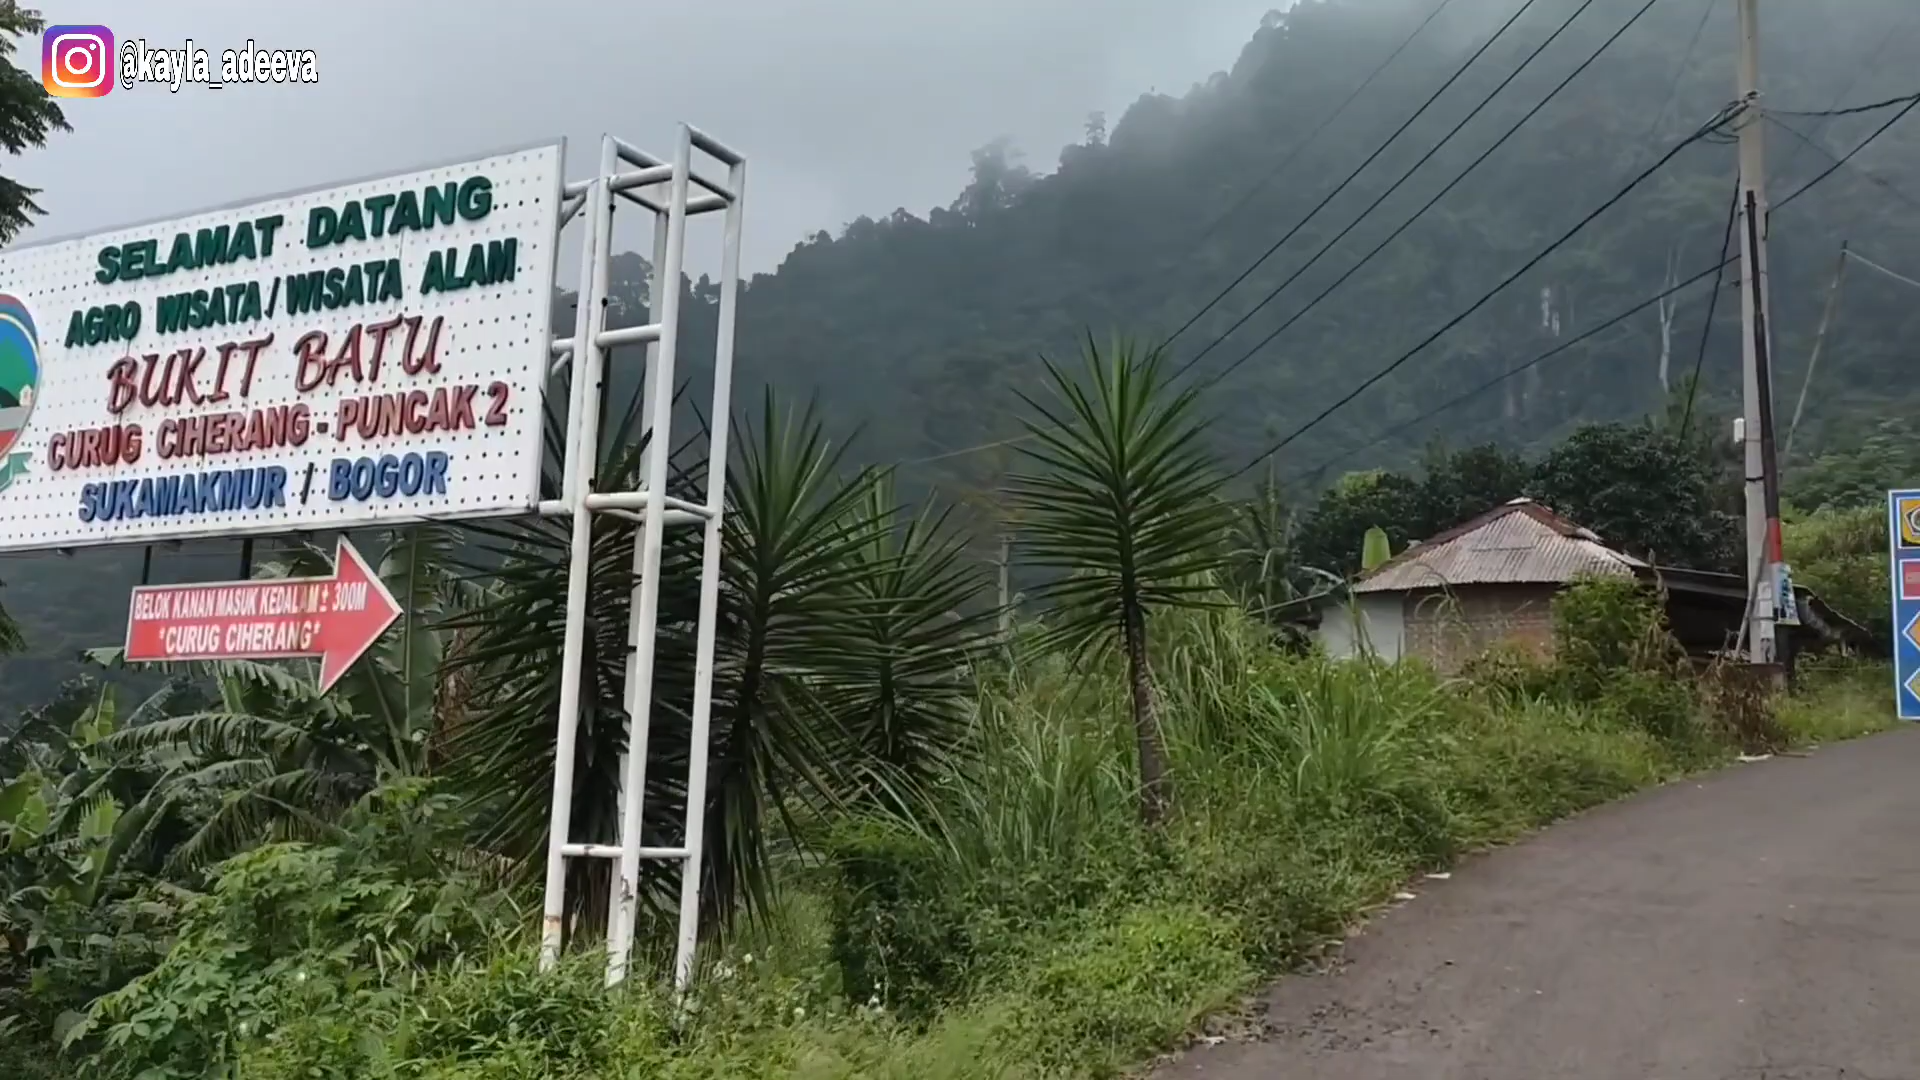 @kayla_adeeva
SELAMAT DATANG
AGRO WISATA / WISATA ALAM
BUKIT BATU
CURUG CIHERANG - PUNCAK 2
SUKAMAKMUR / BOGOR
BELOK KANAN MASUK KEDALAM ± 300M
"CURUG CIHERANG"